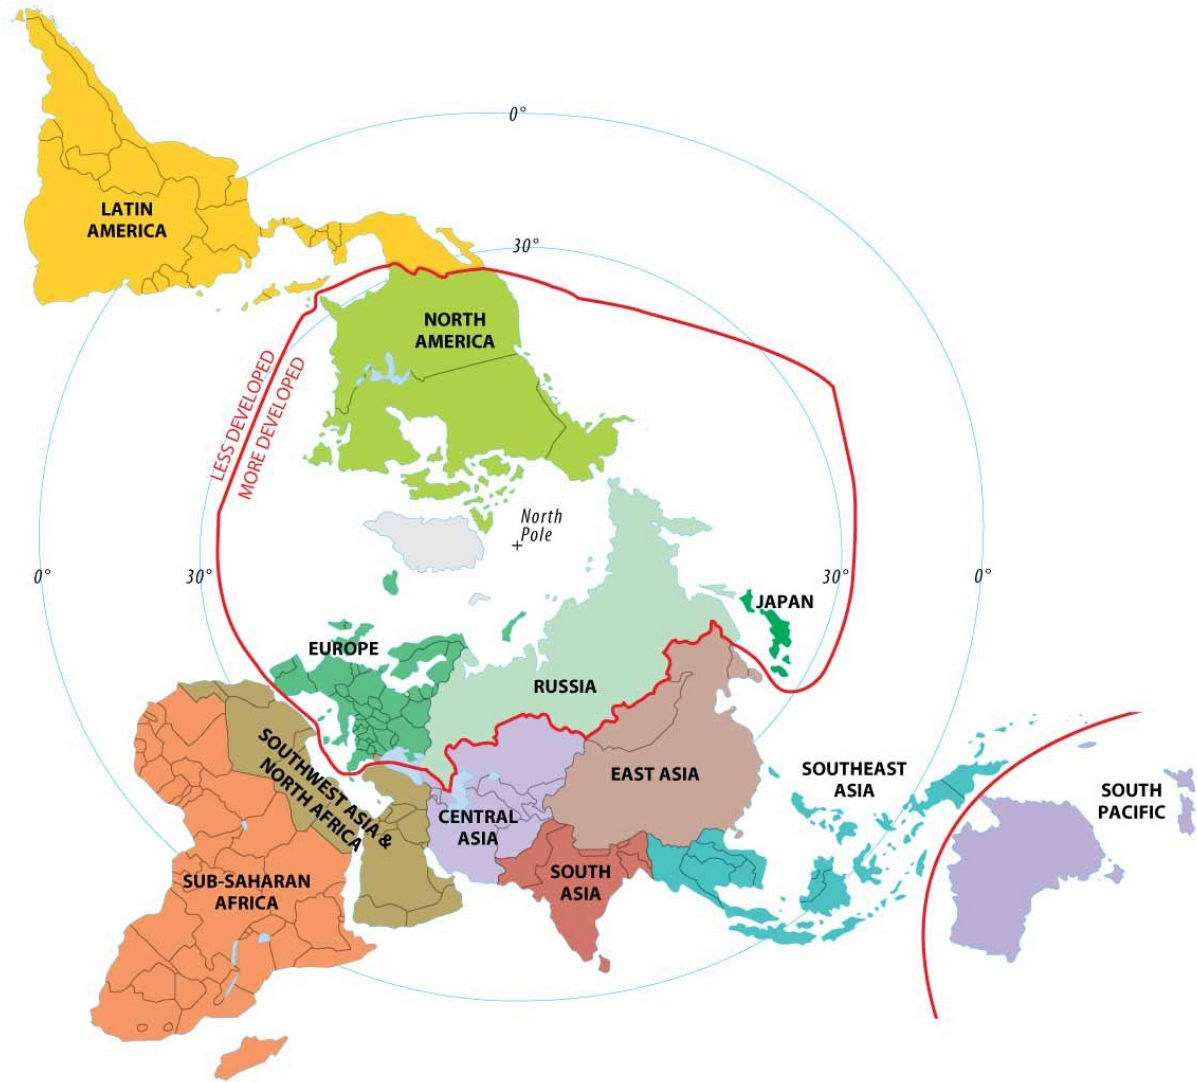 0°
LATIN
AMERICA
30°
NORTH
AMERICA
LESS DEVELOPED
MORE DEVELOPED
North
Pole
0°
30°
30°
0°
JAPAN
EUROPE
RUSSIA
SOUTHWEST ASIA &
NORTH AFRICA
EAST ASIA
SOUTHEAST
ASIA
SOUTH
PACIFIC
CENTRAL
ASIA
SOUTH
ASIA
SUB-SAHARAN
AFRICA